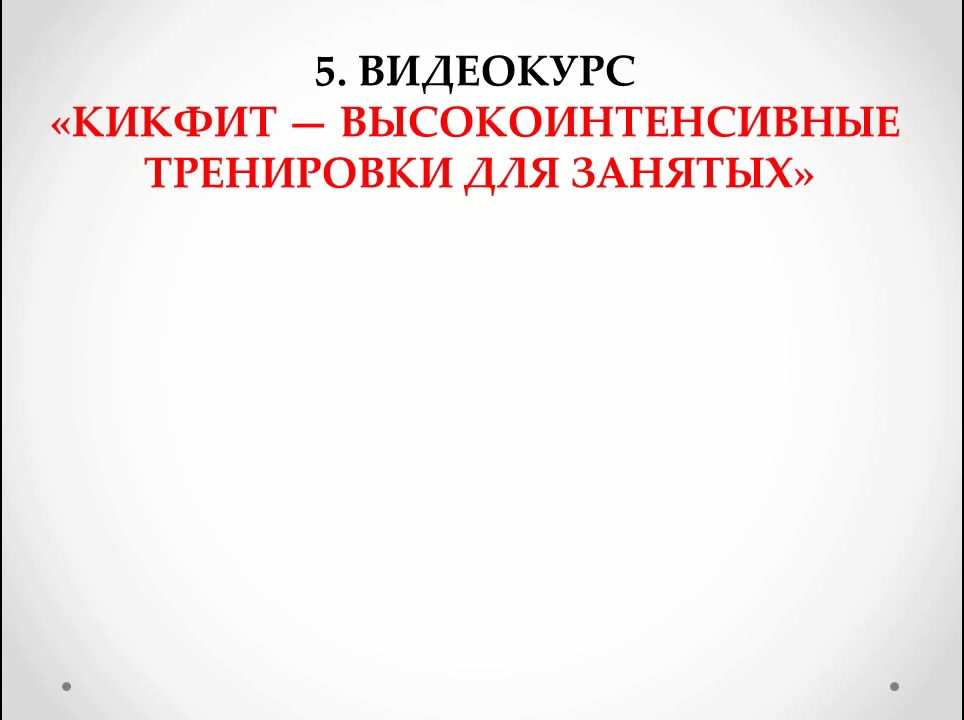 5. ВИДЕОКУРС
«КИКФИТ — ВЫСОКОИНТЕНСИВНЫЕ
ТРЕНИРОВКИ ДЛЯ ЗАНЯТЫХ»